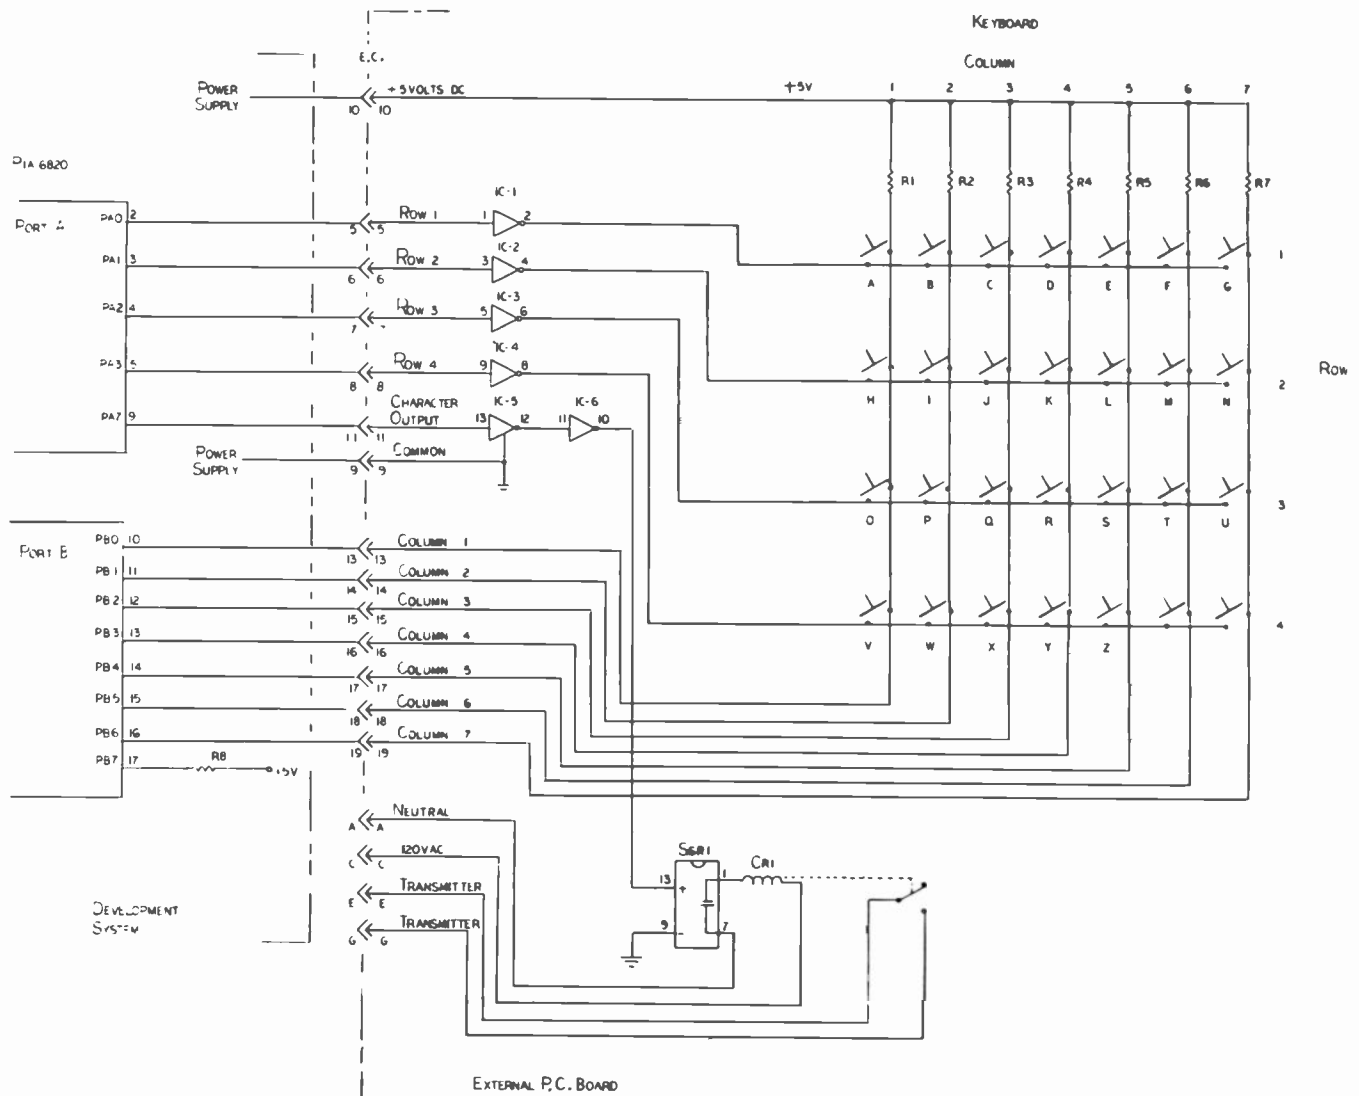 KEYBOARD
COLUMN
E.C.
POWER SUPPLY
10 10
+5VOLTS DC
+5V
1 2 3 4 5 6 7
PIA 6820
R1 R2 R3 R4 R5 R6 R7
PORT A
PA0 2
5 5
ROW 1
IC-1
1 2
PA1 3
6 6
ROW 2
IC-2
3 4
PA2 4
7
ROW 3
IC-3
5 6
PA3 5
8 8
ROW 4
IC-4
9 8
PA7 9
11 11
CHARACTER
OUTPUT
IC-5
13 12
IC-6
11 10
POWER
SUPPLY
9 9
COMMON
A B C D E F G
1
H I J K L M N
2
ROW
O P Q R S T U
3
V W X Y Z
4
PORT B
PB0 10
13 13
COLUMN 1
PB1 11
14 14
COLUMN 2
PB2 12
15 15
COLUMN 3
PB3 13
16 16
COLUMN 4
PB4 14
17 17
COLUMN 5
PB5 15
18 18
COLUMN 6
PB6 16
19 19
COLUMN 7
PB7 17
R8
+5V
A A
NEUTRAL
C C
120VAC
E E
TRANSMITTER
G G
TRANSMITTER
SSR1
13 +
9 -
1
7
CR1
DEVELOPMENT
SYSTEM
EXTERNAL P.C. BOARD